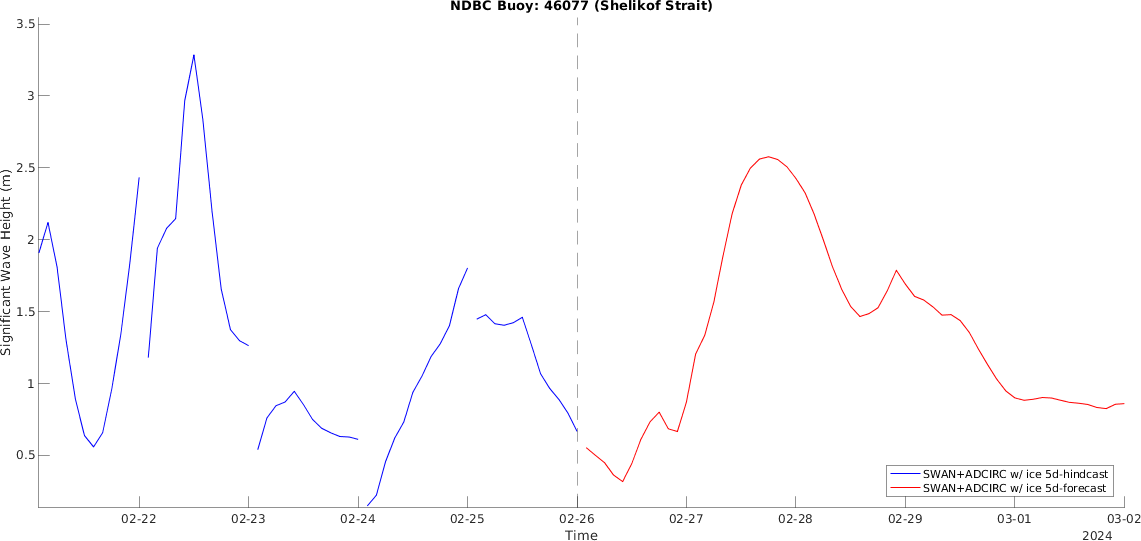 NDBC Buoy: 46077 (Shelikof Strait)
3.5
3
2.5
2
1.5
1
0.5
Significant Wave Height (m)
SWAN+ADCIRC w/ ice 5d-hindcast
SWAN+ADCIRC w/ ice 5d-forecast
02-22 02-23 02-24 02-25 02-26 02-27 02-28 02-29 03-01 03-02
Time
2024